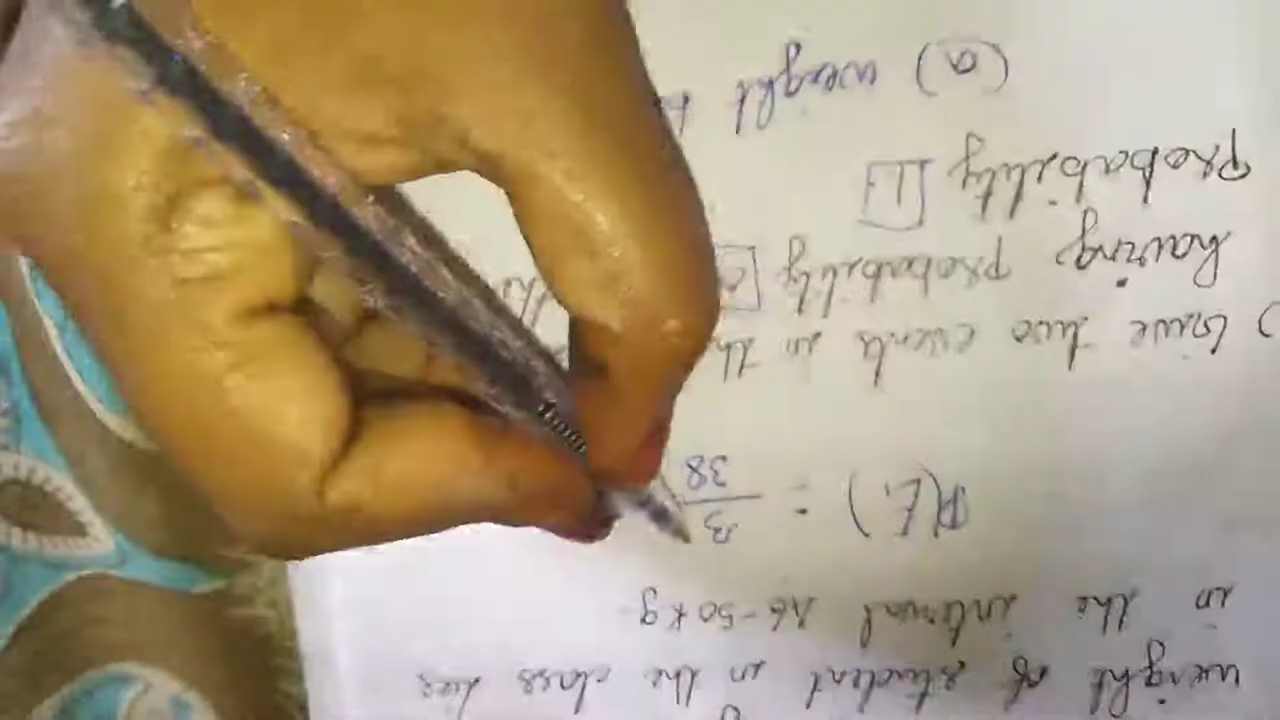 weight of student in the class lies
in the interval 46-50 kg
P(E₁) = 3
38
) Give two events in th
having probability
Probability [1]
(a) weight